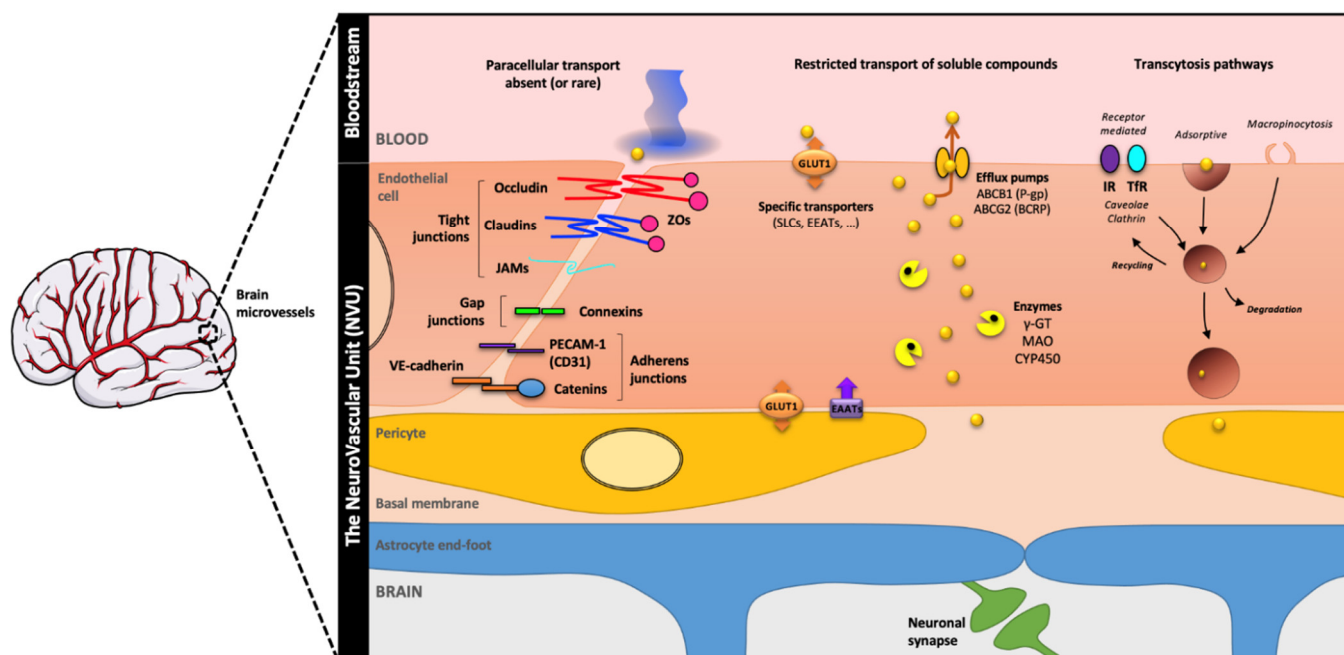 Bloodstream
The NeuroVascular Unit (NVU)
Brain
microvessels
BLOOD
Paracellular transport
absent (or rare)
Restricted transport of soluble compounds
Transcytosis pathways
Receptor
mediated
Adsorptive
Macropinocytosis
Endothelial
cell
Tight
junctions
Occludin
Claudins
ZOs
JAMs
Gap
junctions
Connexins
VE-cadherin
PECAM-1
(CD31)
Catenins
Adherens
junctions
GLUT1
Specific transporters
(SLCs, EEATs, ...)
Efflux pumps
ABCB1 (P-gp)
ABCG2 (BCRP)
IR
TfR
Caveolae
Clathrin
Recycling
Degradation
Enzymes
γ-GT
MAO
CYP450
GLUT1
EAATs
Pericyte
Basal membrane
Astrocyte end-foot
BRAIN
Neuronal
synapse